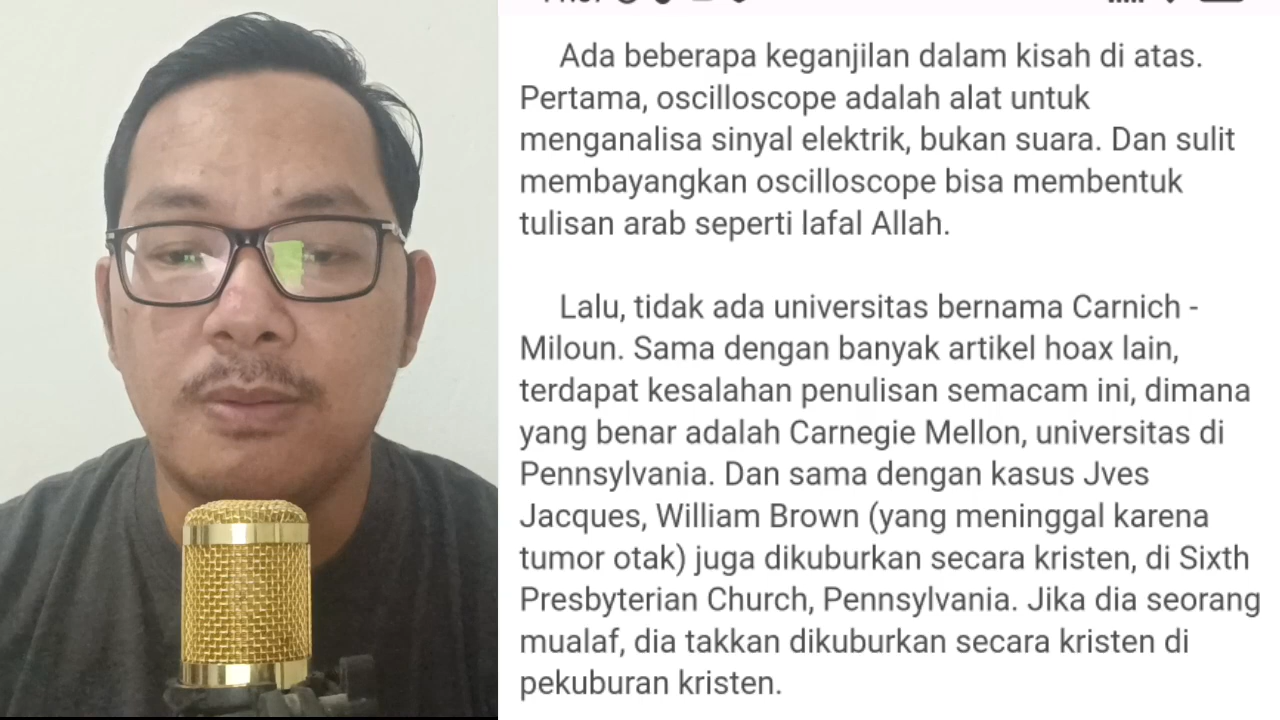 Ada beberapa keganjilan dalam kisah di atas.
Pertama, oscilloscope adalah alat untuk
menganalisa sinyal elektrik, bukan suara. Dan sulit
membayangkan oscilloscope bisa membentuk
tulisan arab seperti lafal Allah.
Lalu, tidak ada universitas bernama Carnich -
Miloun. Sama dengan banyak artikel hoax lain,
terdapat kesalahan penulisan semacam ini, dimana
yang benar adalah Carnegie Mellon, universitas di
Pennsylvania. Dan sama dengan kasus Jves
Jacques, William Brown (yang meninggal karena
tumor otak) juga dikuburkan secara kristen, di Sixth
Presbyterian Church, Pennsylvania. Jika dia seorang
mualaf, dia takkan dikuburkan secara kristen di
pekuburan kristen.